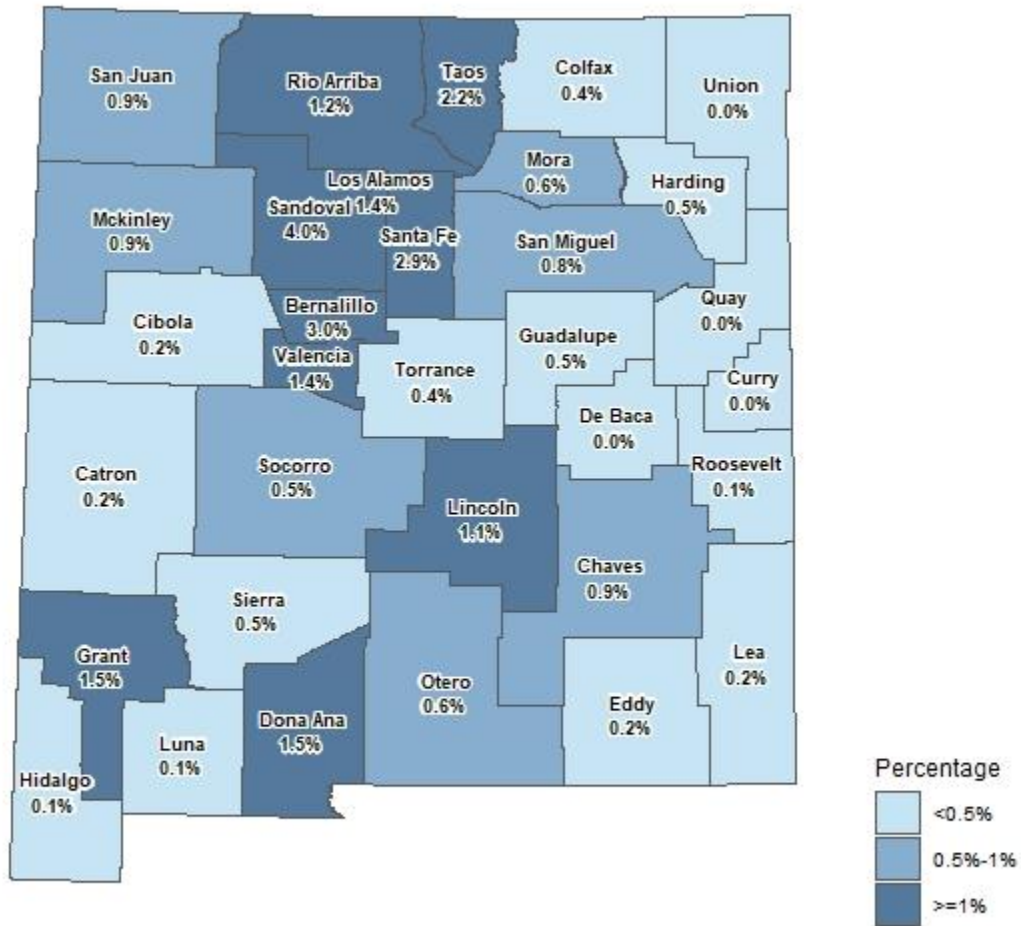 San Juan
0.9%
Rio Arriba
1.2%
Taos
2.2%
Colfax
0.4%
Union
0.0%
Mora
0.6%
Harding
0.5%
Los Alamos
1.4%
Sandoval
4.0%
Santa Fe
2.9%
San Miguel
0.8%
Mckinley
0.9%
Quay
0.0%
Bernalillo
3.0%
Cibola
0.2%
Guadalupe
0.5%
Valencia
1.4%
Torrance
0.4%
Curry
0.0%
De Baca
0.0%
Roosevelt
0.1%
Catron
0.2%
Socorro
0.5%
Lincoln
1.1%
Chaves
0.9%
Sierra
0.5%
Grant
1.5%
Lea
0.2%
Otero
0.6%
Eddy
0.2%
Dona Ana
1.5%
Luna
0.1%
Hidalgo
0.1%
Percentage
<0.5%
0.5%-1%
>=1%